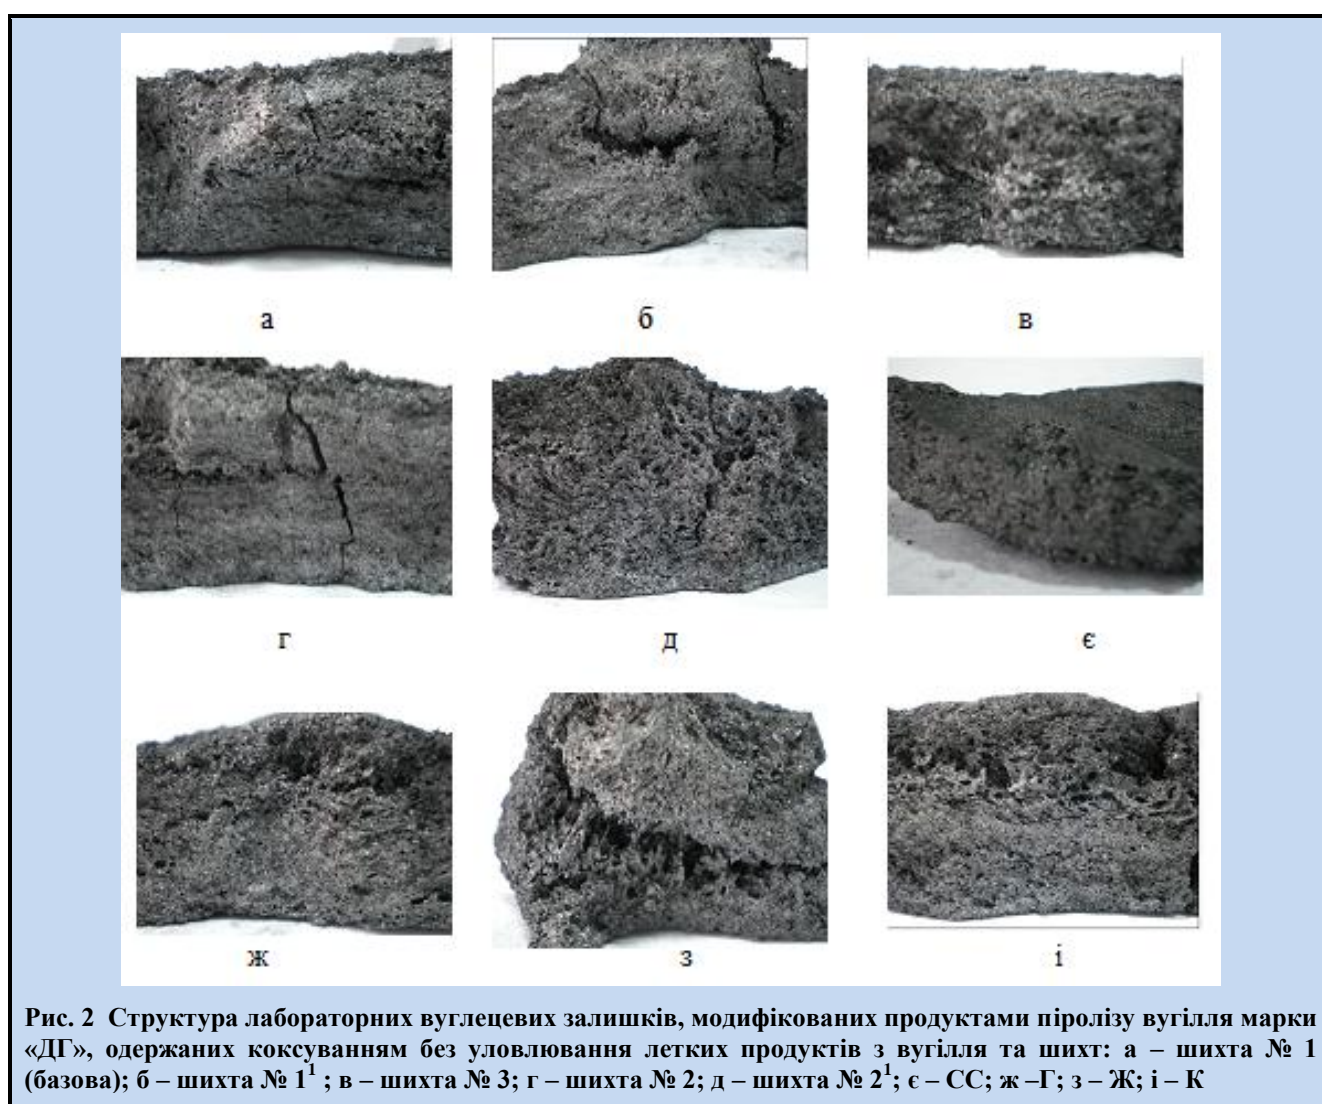 а
б
в
г
д
є
ж
з
і
Рис. 2 Структура лабораторних вуглецевих залишків, модифікованих продуктами піролізу вугілля марки
«ДГ», одержаних коксуванням без уловлювання летких продуктів з вугілля та шихт: а – шихта № 1
(базова); б – шихта № 1¹ ; в – шихта № 3; г – шихта № 2; д – шихта № 2¹; є – СС; ж –Г; з – Ж; і – К